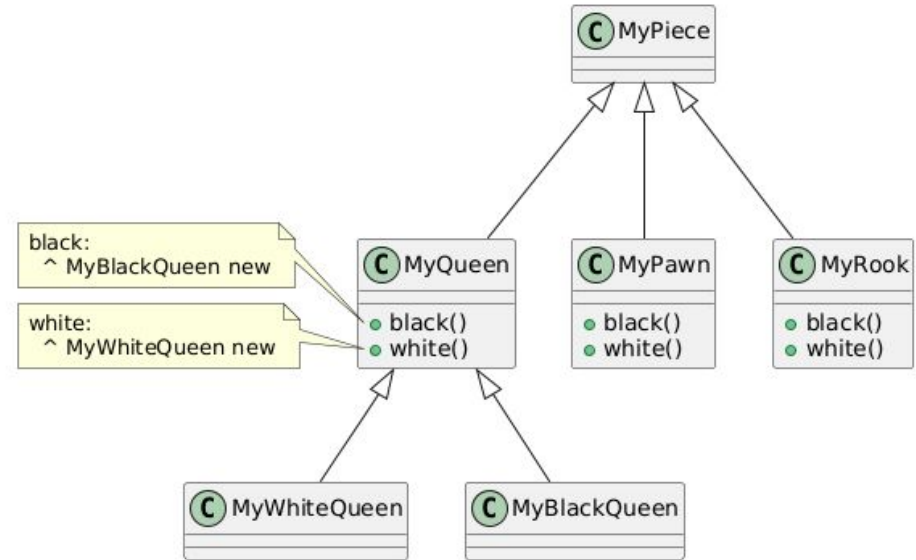 C MyPiece
black:
^ MyBlackQueen new
white:
^ MyWhiteQueen new
C MyQueen
black()
white()
C MyPawn
black()
white()
C MyRook
black()
white()
C MyWhiteQueen
C MyBlackQueen